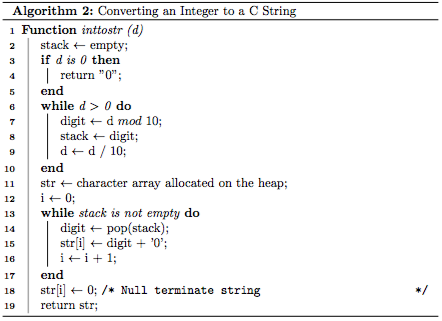 Algorithm 2: Converting an Integer to a C String
1 Function inttostr (d)
2 stack ← empty;
3 if d is 0 then
4 return ”0”;
5 end
6 while d > 0 do
7 digit ← d mod 10;
8 stack ← digit;
9 d ← d / 10;
10 end
11 str ← character array allocated on the heap;
12 i ← 0;
13 while stack is not empty do
14 digit ← pop(stack);
15 str[i] ← digit + ’0’;
16 i ← i + 1;
17 end
18 str[i] ← 0; /* Null terminate string */
19 return str;